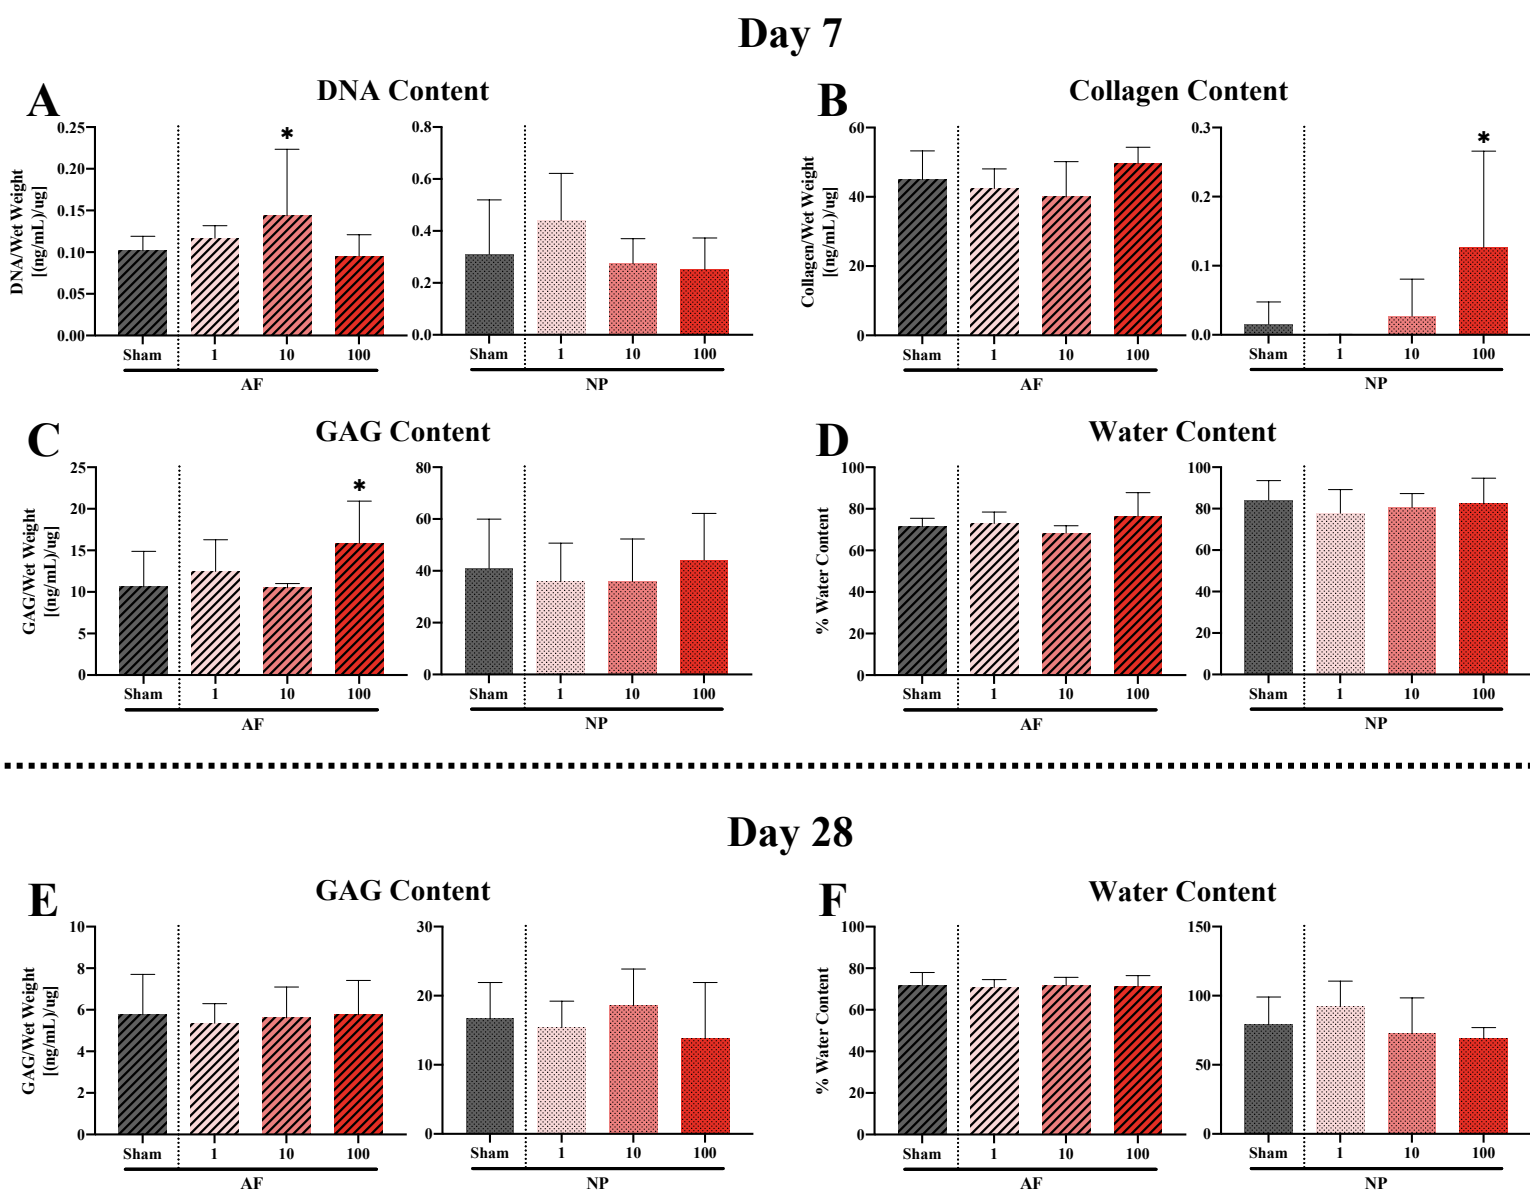 Day 7
A
DNA Content
DNA/Wet Weight
[(ng/mL)/ug]
0.25
0.20
0.15
0.10
0.05
0.00
*
Sham 1 10 100
AF
0.8
0.6
0.4
0.2
0.0
Sham 1 10 100
NP
B
Collagen Content
Collagen/Wet Weight
[(ng/mL)/ug]
60
40
20
0
Sham 1 10 100
AF
0.3
0.2
0.1
0.0
*
Sham 1 10 100
NP
C
GAG Content
GAG/Wet Weight
[(ng/mL)/ug]
25
20
15
10
5
0
*
Sham 1 10 100
AF
80
60
40
20
0
Sham 1 10 100
NP
D
Water Content
% Water Content
100
80
60
40
20
0
Sham 1 10 100
AF
100
80
60
40
20
0
Sham 1 10 100
NP
Day 28
E
GAG Content
GAG/Wet Weight
[(ng/mL)/ug]
10
8
6
4
2
0
Sham 1 10 100
AF
30
20
10
0
Sham 1 10 100
NP
F
Water Content
% Water Content
100
80
60
40
20
0
Sham 1 10 100
AF
150
100
50
0
Sham 1 10 100
NP